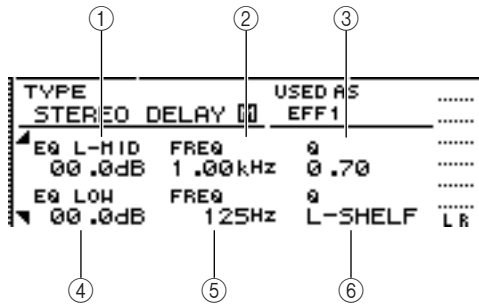 ① ② ③
TYPE USED AS
STEREO DELAY EFF1
EQ L-MID FREQ Q
00.0dB 1.00kHz 0.70
EQ LOW FREQ Q
00.0dB 125Hz L-SHELF L R
④ ⑤ ⑥